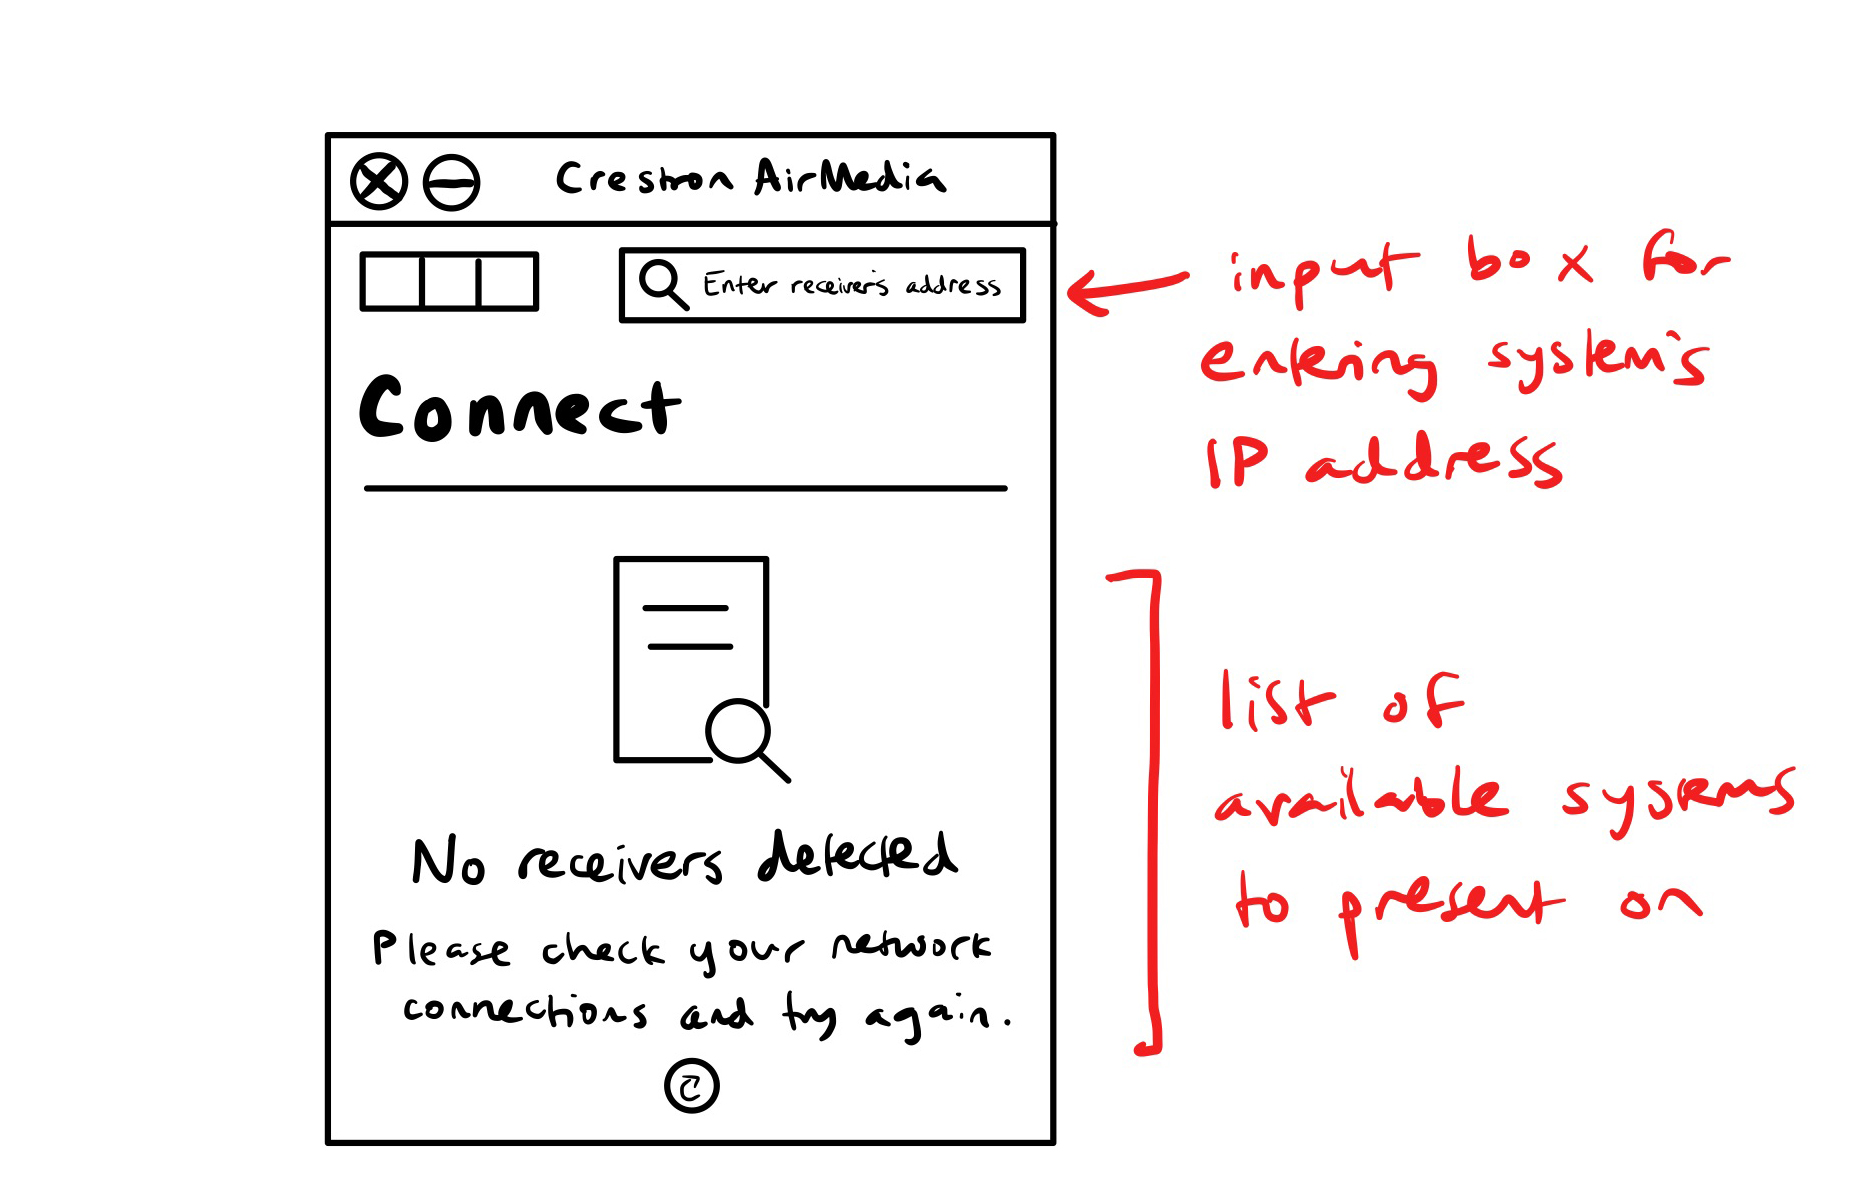 Crestron AirMedia
Enter receiver's address
Connect
No receivers detected
Please check your network
connections and try again.
input box for
entering system's
IP address
list of
available systems
to present on